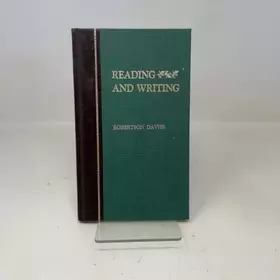 READING
AND WRITING
ROBERTSON DAVIES